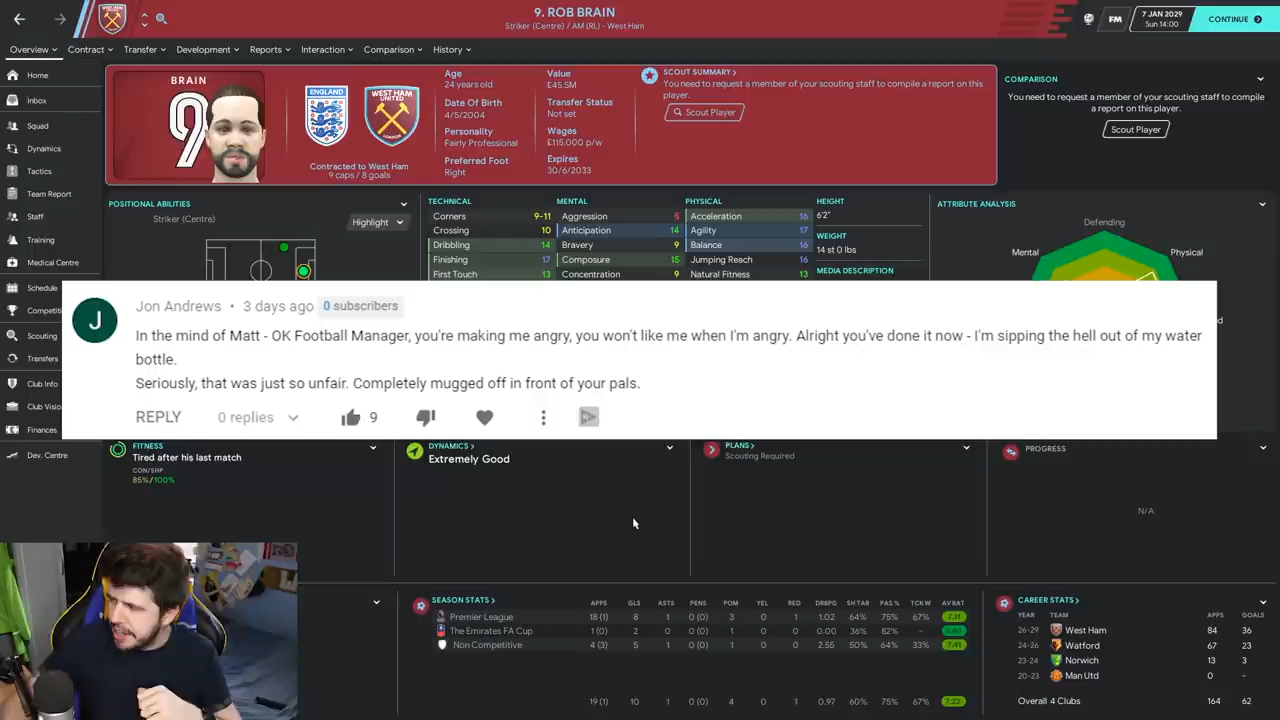 9. ROB BRAIN
Striker (Centre) / AM (RL) - West Ham
FM
7 JAN 2029
Sun 14:00
CONTINUE
Overview
Contract
Transfer
Development
Reports
Interaction
Comparison
History
Home
Inbox
Squad
Dynamics
Tactics
Team Report
Staff
Training
Medical Centre
Schedule
Competiti
Scouting
Transfers
Club Info
Club Visio
Finances
Dev. Centre
BRAIN
9
ENGLAND
WEST HAM
UNITED
LONDON
Contracted to West Ham
9 caps / 8 goals
Age
24 years old
Date Of Birth
4/5/2004
Personality
Fairly Professional
Preferred Foot
Right
Value
£45.5M
Transfer Status
Not set
Wages
£115,000 p/w
Expires
30/6/2033
SCOUT SUMMARY >
You need to request a member of your scouting staff to compile a report on this
player.
Scout Player
COMPARISON
You need to request a member of your scouting staff to compile
a report on this player.
Scout Player
POSITIONAL ABILITIES
Striker (Centre)
Highlight
TECHNICAL
Corners 9-11
Crossing 10
Dribbling 14
Finishing 17
First Touch 13
MENTAL
Aggression 5
Anticipation 14
Bravery 9
Composure 15
Concentration 9
PHYSICAL
Acceleration 16
Agility 17
Balance 16
Jumping Reach 16
Natural Fitness 13
HEIGHT
6'2"
WEIGHT
14 st 0 lbs
MEDIA DESCRIPTION
ATTRIBUTE ANALYSIS
Defending
Mental
Physical
J
Jon Andrews • 3 days ago 0 subscribers
In the mind of Matt - OK Football Manager, you're making me angry, you won't like me when I'm angry. Alright you've done it now - I'm sipping the hell out of my water
bottle.
Seriously, that was just so unfair. Completely mugged off in front of your pals.
REPLY 0 replies 9
FITNESS
Tired after his last match
CON/SHP
85%/100%
DYNAMICS >
Extremely Good
PLANS >
Scouting Required
PROGRESS
N/A
SEASON STATS > APPS GLS ASTS PENS POM YEL RED DRBPG SH TAR PAS % TCK W AV RAT
Premier League 18 (1) 8 1 0 (0) 3 0 1 1.02 64% 75% 67% 7.11
The Emirates FA Cup 1 (0) 2 0 0 (0) 1 0 0 0.00 36% 82% -
Non Competitive 4 (3) 5 1 0 (0) 1 0 0 2.55 50% 64% 33% 7.41
19 (1) 10 1 0 (0) 4 0 1 0.97 60% 75% 67% 7.22
CAREER STATS >
YEAR TEAM APPS GOALS
26-29 West Ham 84 36
24-26 Watford 67 23
23-24 Norwich 13 3
20-23 Man Utd 0 -
Overall 4 Clubs 164 62